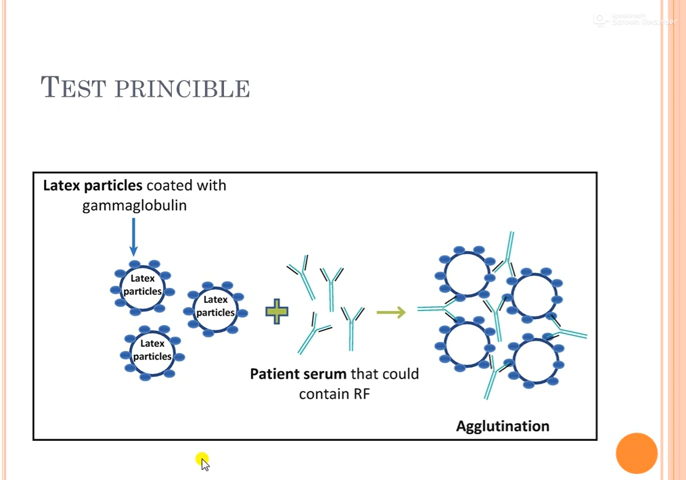 TEST PRINCIBLE
Latex particles coated with
gammaglobulin
Latex
particles
Latex
particles
Latex
particles
Patient serum that could
contain RF
Agglutination